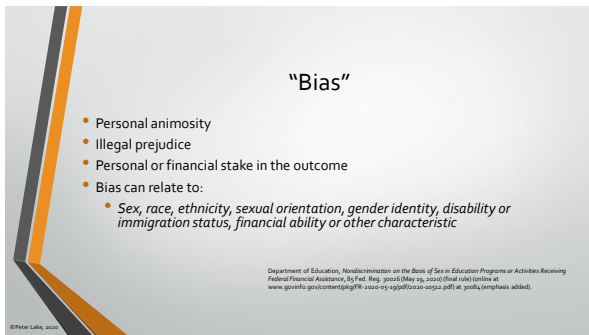 “Bias”
• Personal animosity
• Illegal prejudice
• Personal or financial stake in the outcome
• Bias can relate to:
• Sex, race, ethnicity, sexual orientation, gender identity, disability or
immigration status, financial ability or other characteristic
Department of Education, Nondiscrimination on the Basis of Sex in Education Programs or Activities Receiving
Federal Financial Assistance, 85 Fed. Reg. 30026 (May 19, 2020) (final rule) (online at
www.govinfo.gov/content/pkg/FR-2020-05-19/pdf/2020-10512.pdf) at 30084 (emphasis added).
©Peter Lake, 2020